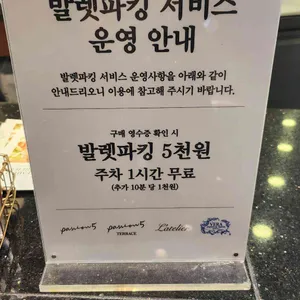 발렛파킹 서비스
운영 안내
발렛파킹 서비스 운영사항을 아래와 같이
안내드리오니 이용에 참고해 주시기 바랍니다.
구매 영수증 확인 시
발렛파킹 5천원
주차 1시간 무료
(추가 10분 당 1천원)
passion5 passion5 L'atelier VERA
TERRACE